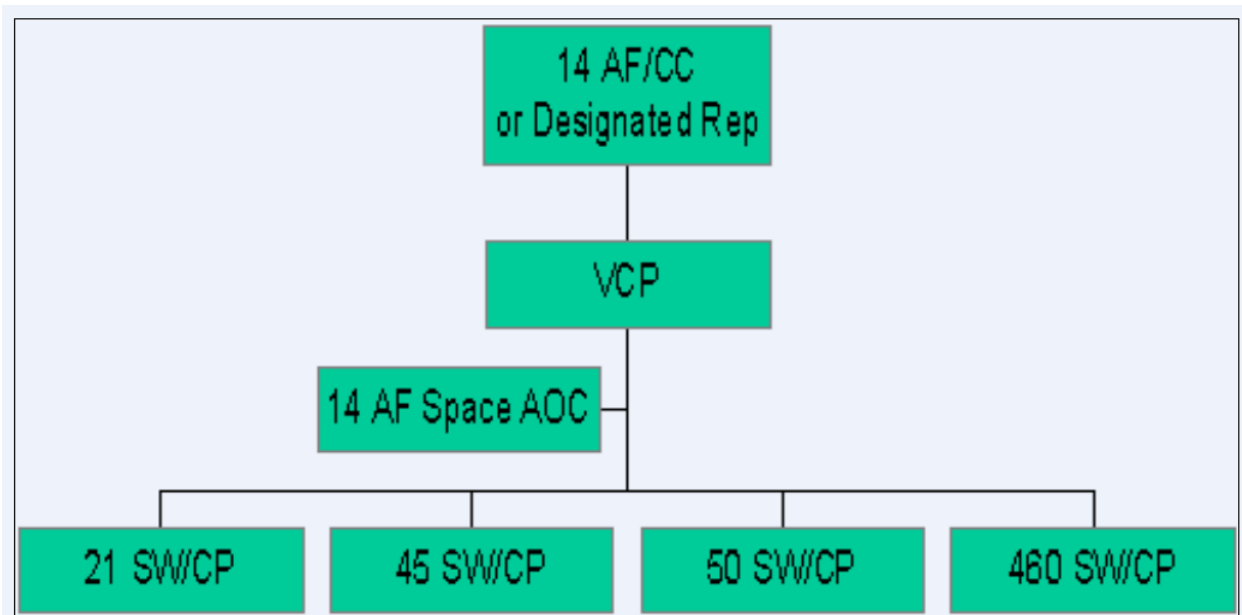 14 AF/CC
or Designated Rep
VCP
14 AF Space AOC
21 SW/CP
45 SW/CP
50 SW/CP
460 SW/CP